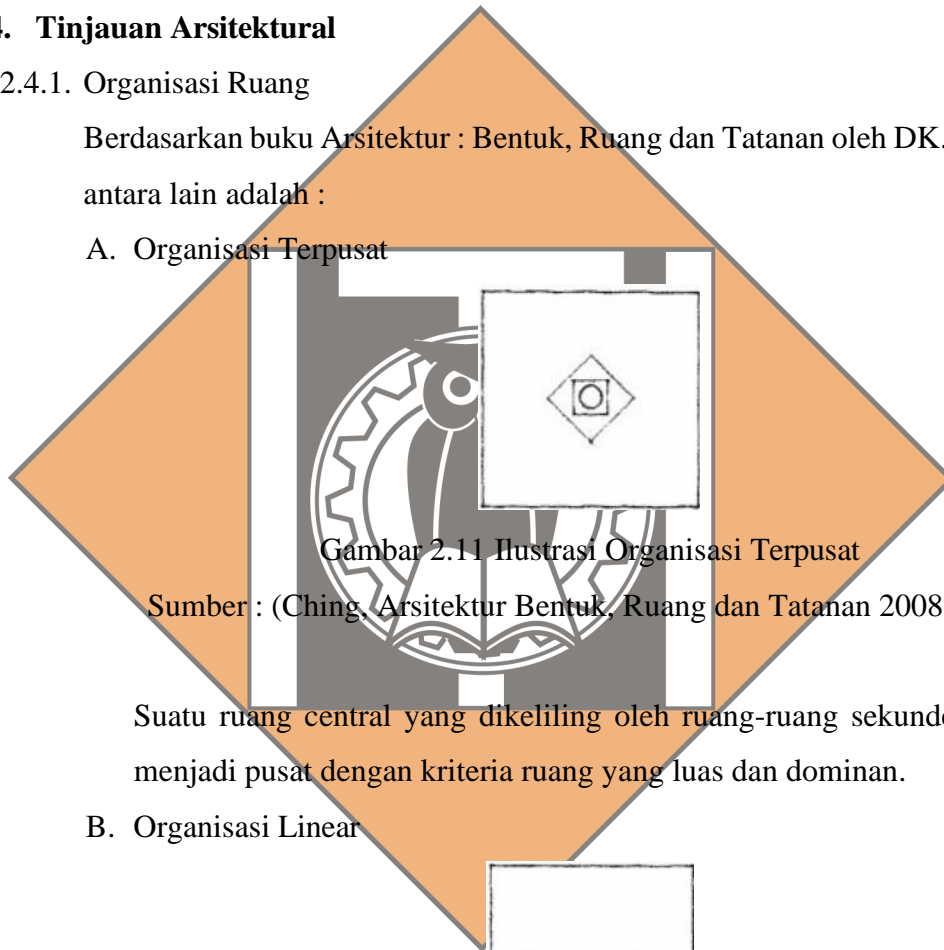 4. Tinjauan Arsitektural
2.4.1. Organisasi Ruang
Berdasarkan buku Arsitektur : Bentuk, Ruang dan Tatanan oleh DK.
antara lain adalah :
A. Organisasi Terpusat
Gambar 2.11 Ilustrasi Organisasi Terpusat
Sumber : (Ching, Arsitektur Bentuk, Ruang dan Tatanan 2008
Suatu ruang central yang dikeliling oleh ruang-ruang
menjadi pusat dengan kriteria ruang yang luas dan dominan.
B. Organisasi Linear